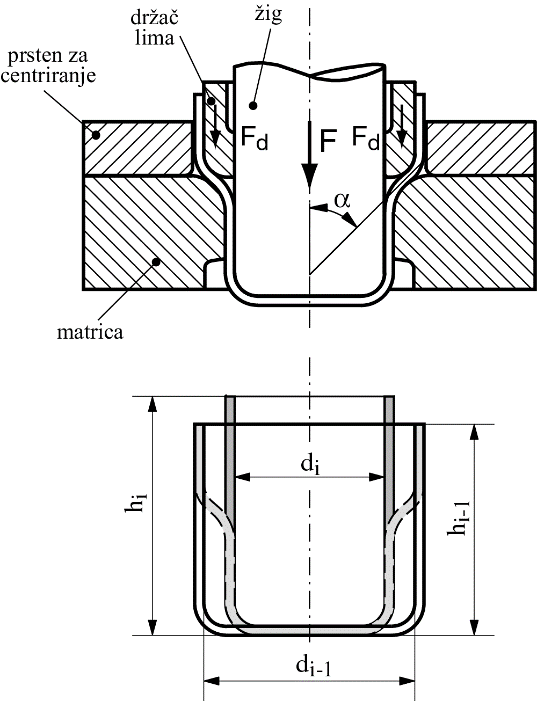 držač
lima
žig
prsten za
centriranje
F_d
F
F_d
α
matrica
d_i
h_i
h_i-1
d_i-1